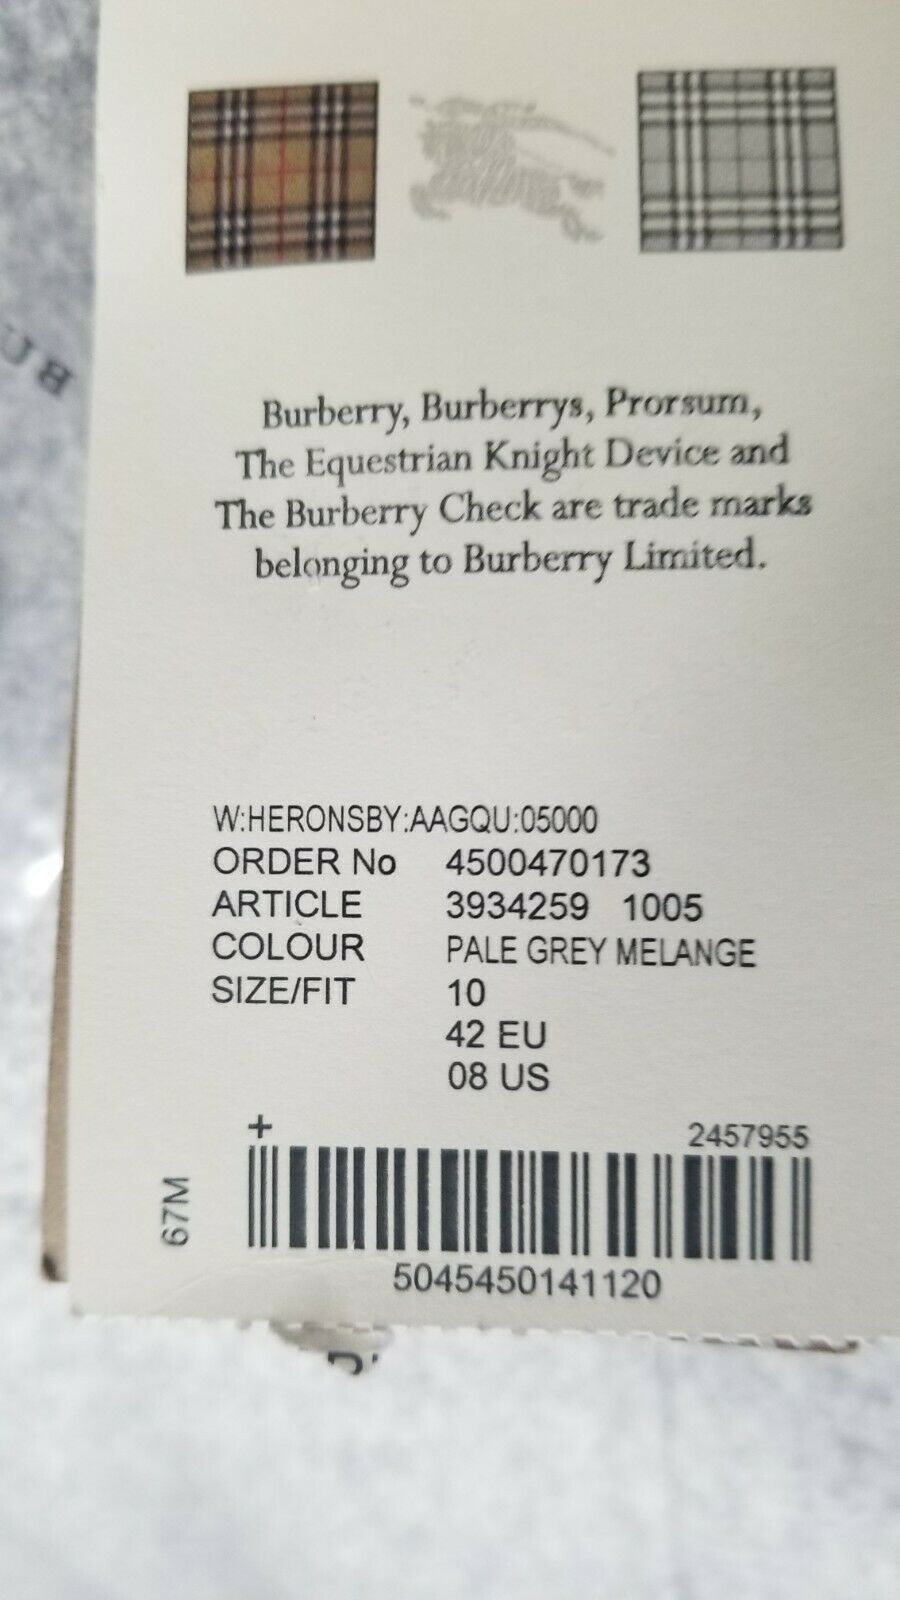 BU
Burberry, Burberrys, Prorsum,
The Equestrian Knight Device and
The Burberry Check are trade marks
belonging to Burberry Limited.
W:HERONSBY:AAGQU:05000
ORDER No 4500470173
ARTICLE 3934259 1005
COLOUR PALE GREY MELANGE
SIZE/FIT 10
42 EU
08 US
+ 2457955
67M
5045450141120